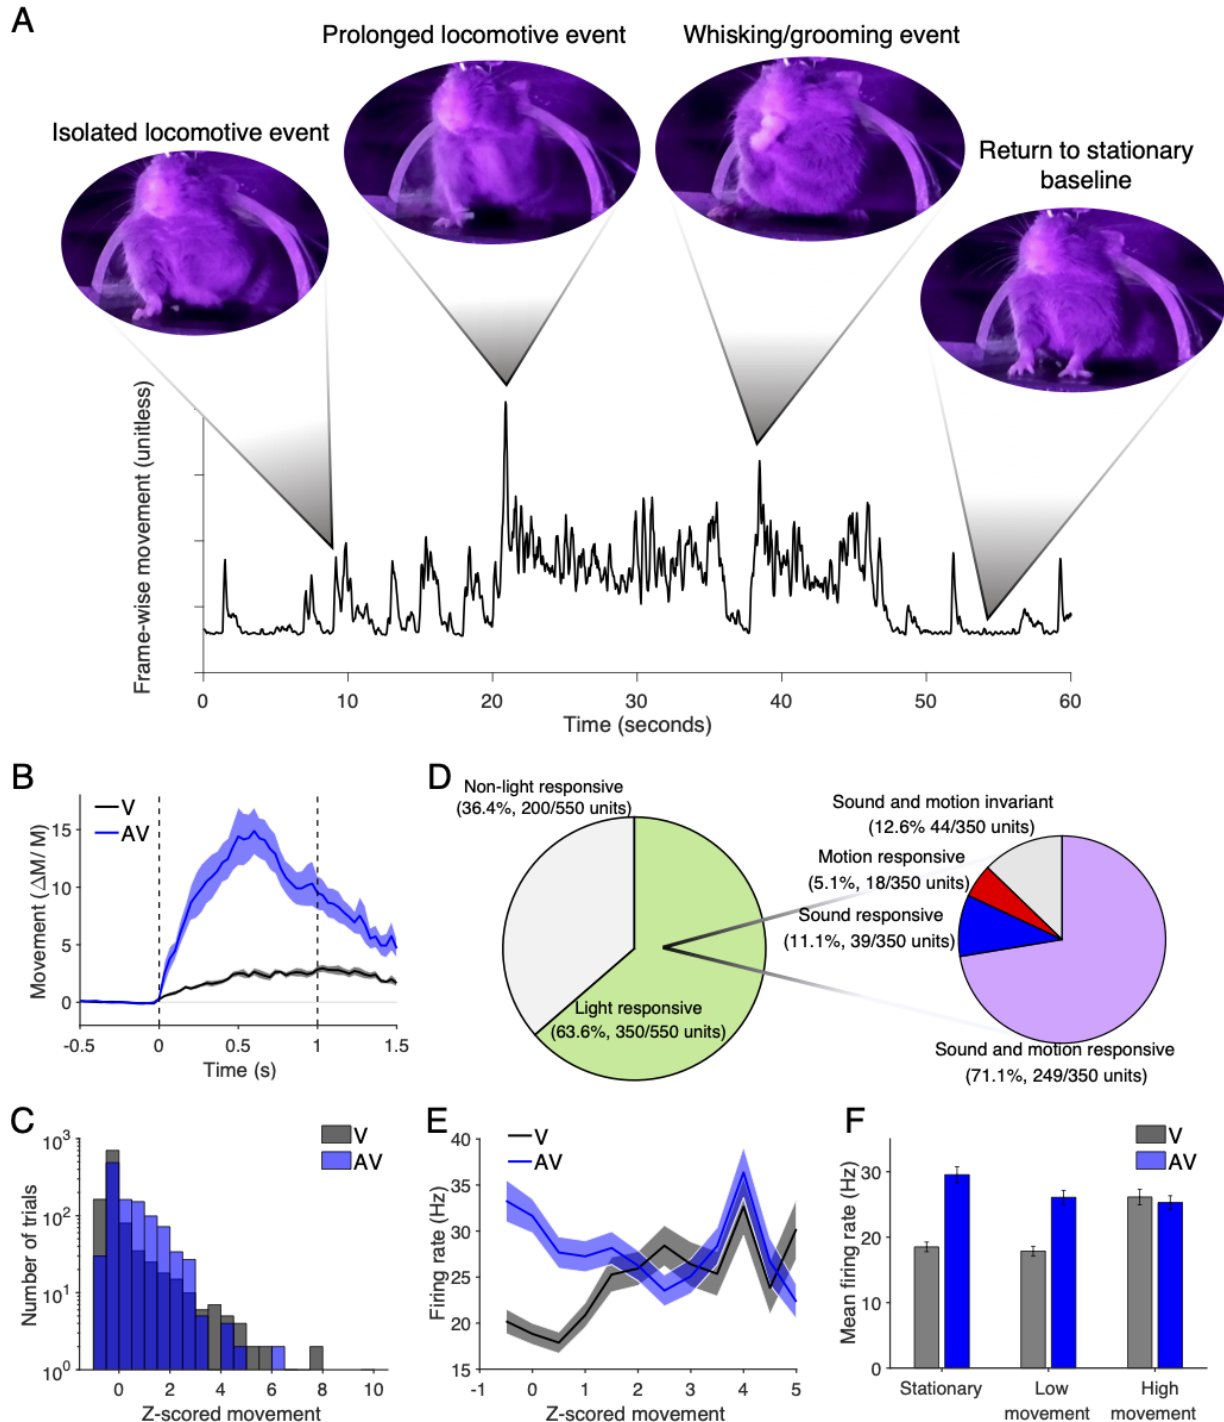 A
Prolonged locomotive event
Whisking/grooming event
Isolated locomotive event
Return to stationary
baseline
Frame-wise movement (unitless)
0
10
20
30
40
50
60
Time (seconds)
B
V
AV
Movement (△M/ M)
15
10
5
0
-0.5
0
0.5
1
1.5
Time (s)
D
Non-light responsive
(36.4%, 200/550 units)
Light responsive
(63.6%, 350/550 units)
Sound and motion invariant
(12.6% 44/350 units)
Motion responsive
(5.1%, 18/350 units)
Sound responsive
(11.1%, 39/350 units)
Sound and motion responsive
(71.1%, 249/350 units)
C
V
AV
Number of trials
10³
10²
10¹
10⁰
0
2
4
6
8
10
Z-scored movement
E
V
AV
Firing rate (Hz)
40
35
30
25
20
15
-1
0
1
2
3
4
5
Z-scored movement
F
V
AV
Mean firing rate (Hz)
30
20
10
0
Stationary
Low
movement
High
movement